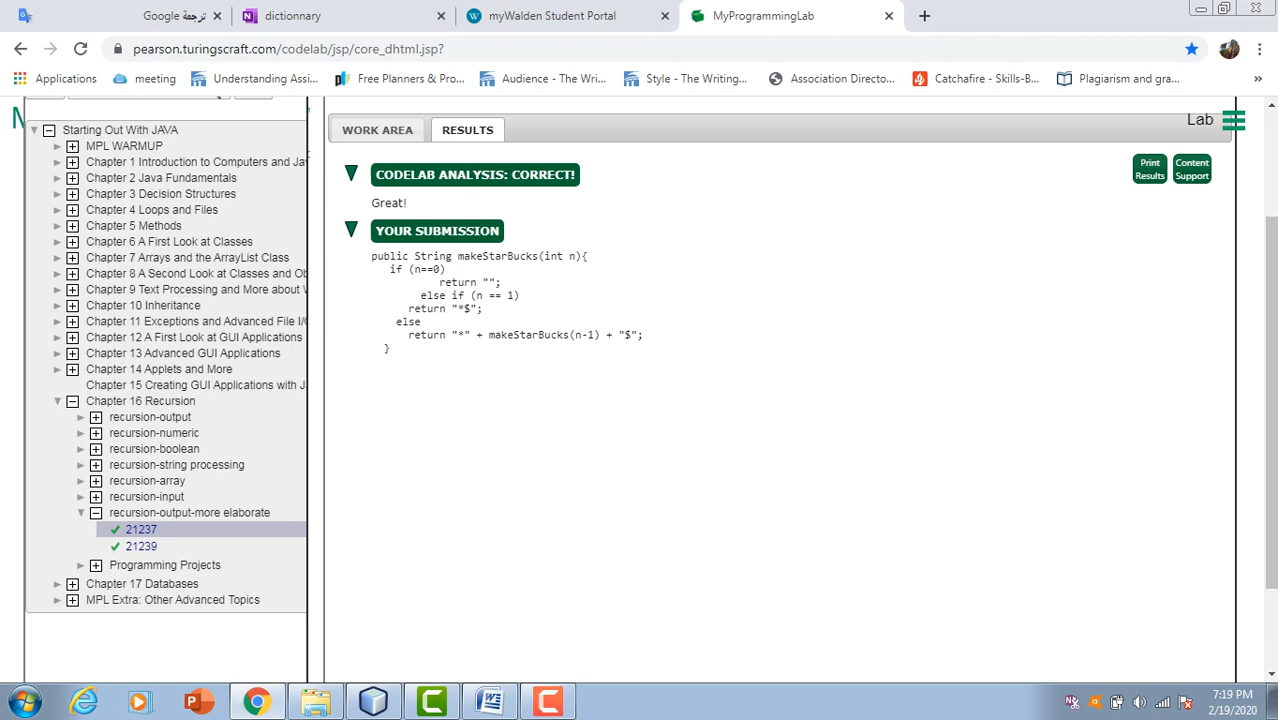 Google ترجمة
dictionnary
myWalden Student Portal
MyProgrammingLab
pearson.turingscraft.com/codelab/jsp/core_dhtml.jsp?
Applications
meeting
Understanding Assi...
Free Planners & Pro...
Audience - The Wri...
Style - The Writing...
Association Directo...
Catchafire - Skills-B...
Plagiarism and gra...
»
Starting Out With JAVA
MPL WARMUP
Chapter 1 Introduction to Computers and Ja
Chapter 2 Java Fundamentals
Chapter 3 Decision Structures
Chapter 4 Loops and Files
Chapter 5 Methods
Chapter 6 A First Look at Classes
Chapter 7 Arrays and the ArrayList Class
Chapter 8 A Second Look at Classes and Ob
Chapter 9 Text Processing and More about
Chapter 10 Inheritance
Chapter 11 Exceptions and Advanced File I/
Chapter 12 A First Look at GUI Applications
Chapter 13 Advanced GUI Applications
Chapter 14 Applets and More
Chapter 15 Creating GUI Applications with J
Chapter 16 Recursion
recursion-output
recursion-numeric
recursion-boolean
recursion-string processing
recursion-array
recursion-input
recursion-output-more elaborate
21237
21239
Programming Projects
Chapter 17 Databases
MPL Extra: Other Advanced Topics
Lab
WORK AREA
RESULTS
Print Results
Content Support
CODELAB ANALYSIS: CORRECT!
Great!
YOUR SUBMISSION
public String makeStarBucks(int n){
if (n==0)
return "";
else if (n == 1)
return "*$";
else
return "*" + makeStarBucks(n-1) + "$";
}
7:19 PM
2/19/2020